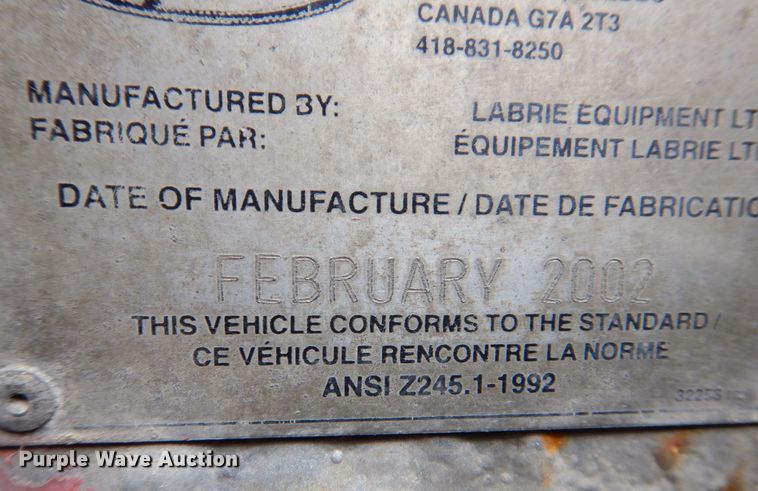 CANADA G7A 2T3
418-831-8250
MANUFACTURED BY: LABRIE EQUIPMENT LT
FABRIQUÉ PAR: ÉQUIPEMENT LABRIE LT
DATE OF MANUFACTURE / DATE DE FABRICATIO
FEBRUARY 2002
THIS VEHICLE CONFORMS TO THE STANDARD /
CE VÉHICULE RENCONTRE LA NORME
ANSI Z245.1-1992
Purple Wave Auction